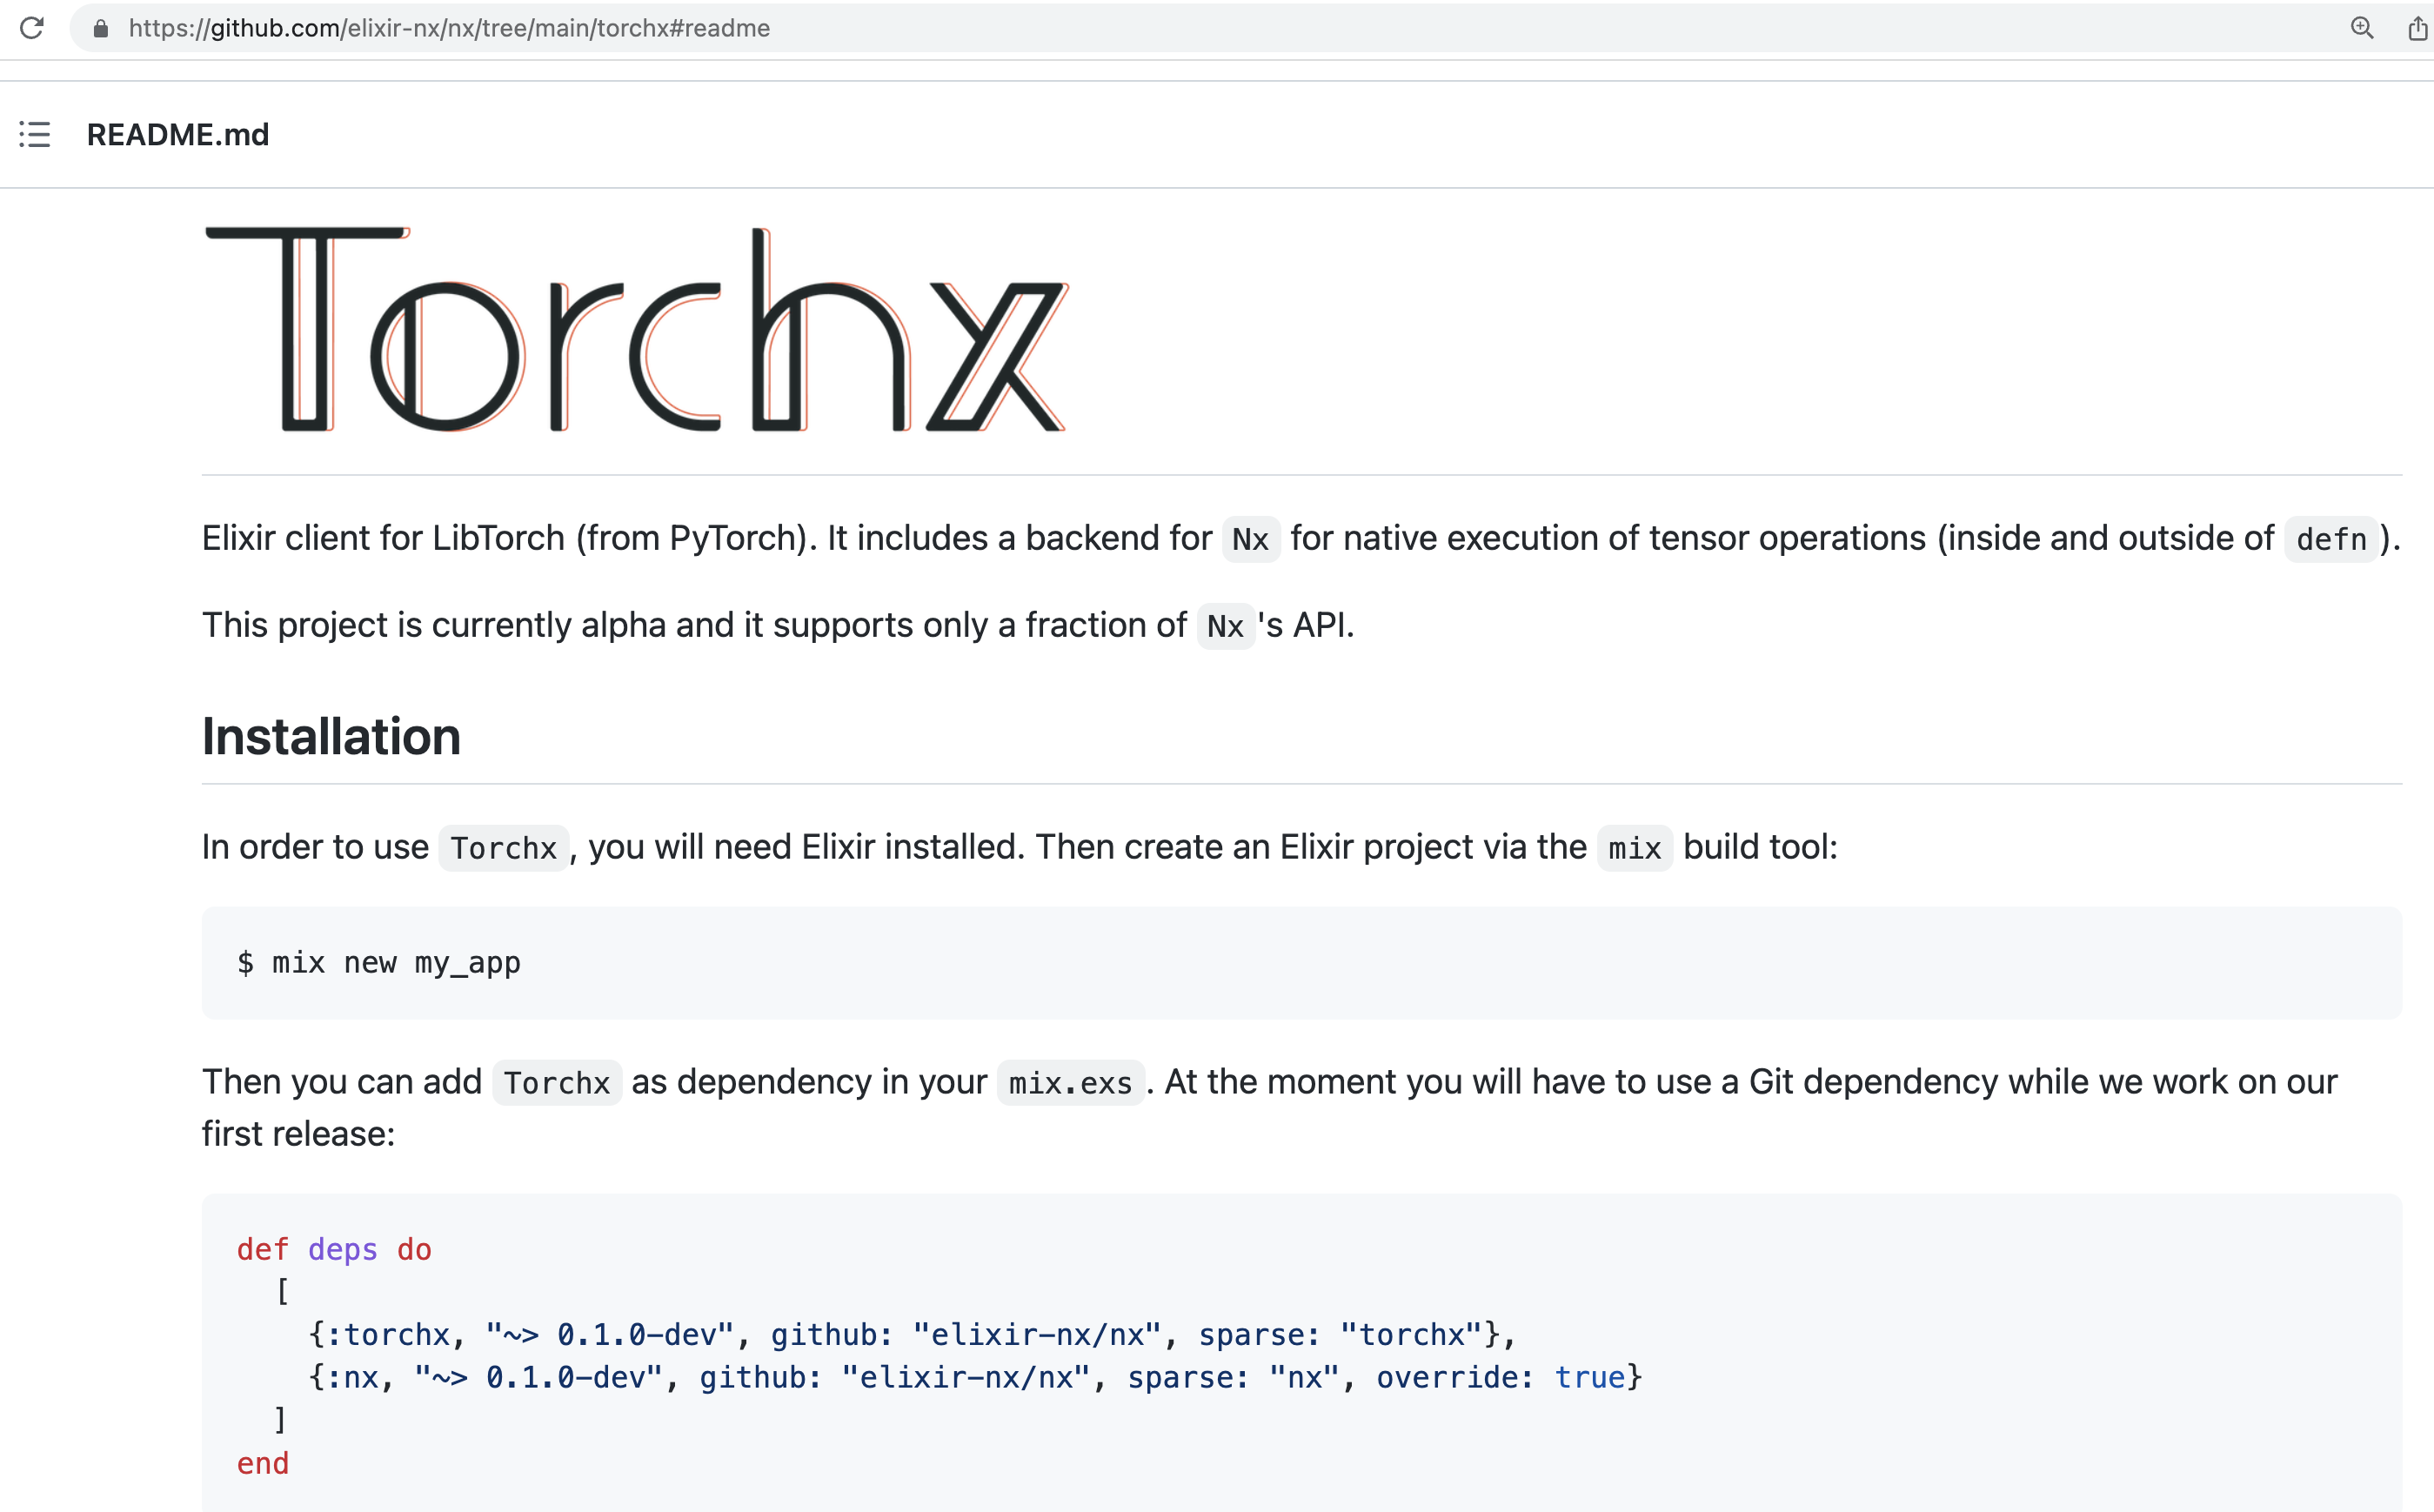 https://github.com/elixir-nx/nx/tree/main/torchx#readme
README.md
Torchx
Elixir client for LibTorch (from PyTorch). It includes a backend for Nx for native execution of tensor operations (inside and outside of defn).
This project is currently alpha and it supports only a fraction of Nx's API.
Installation
In order to use Torchx, you will need Elixir installed. Then create an Elixir project via the mix build tool:
$ mix new my_app
Then you can add Torchx as dependency in your mix.exs. At the moment you will have to use a Git dependency while we work on our
first release:
def deps do
  [
    {:torchx, "~> 0.1.0-dev", github: "elixir-nx/nx", sparse: "torchx"},
    {:nx, "~> 0.1.0-dev", github: "elixir-nx/nx", sparse: "nx", override: true}
  ]
end